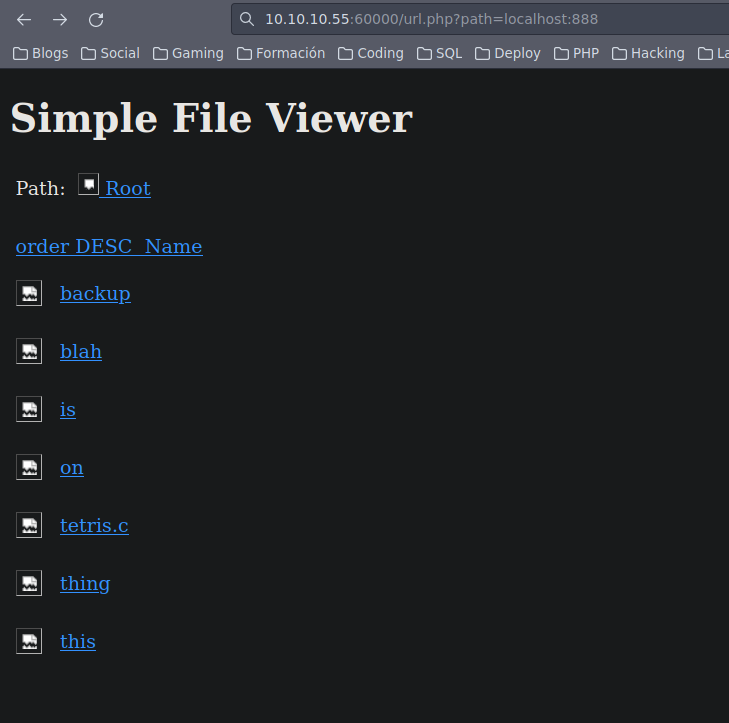 10.10.10.55:60000/url.php?path=localhost:888
Blogs Social Gaming Formación Coding SQL Deploy PHP Hacking
Simple File Viewer
Path: Root
order DESC Name
backup
blah
is
on
tetris.c
thing
this